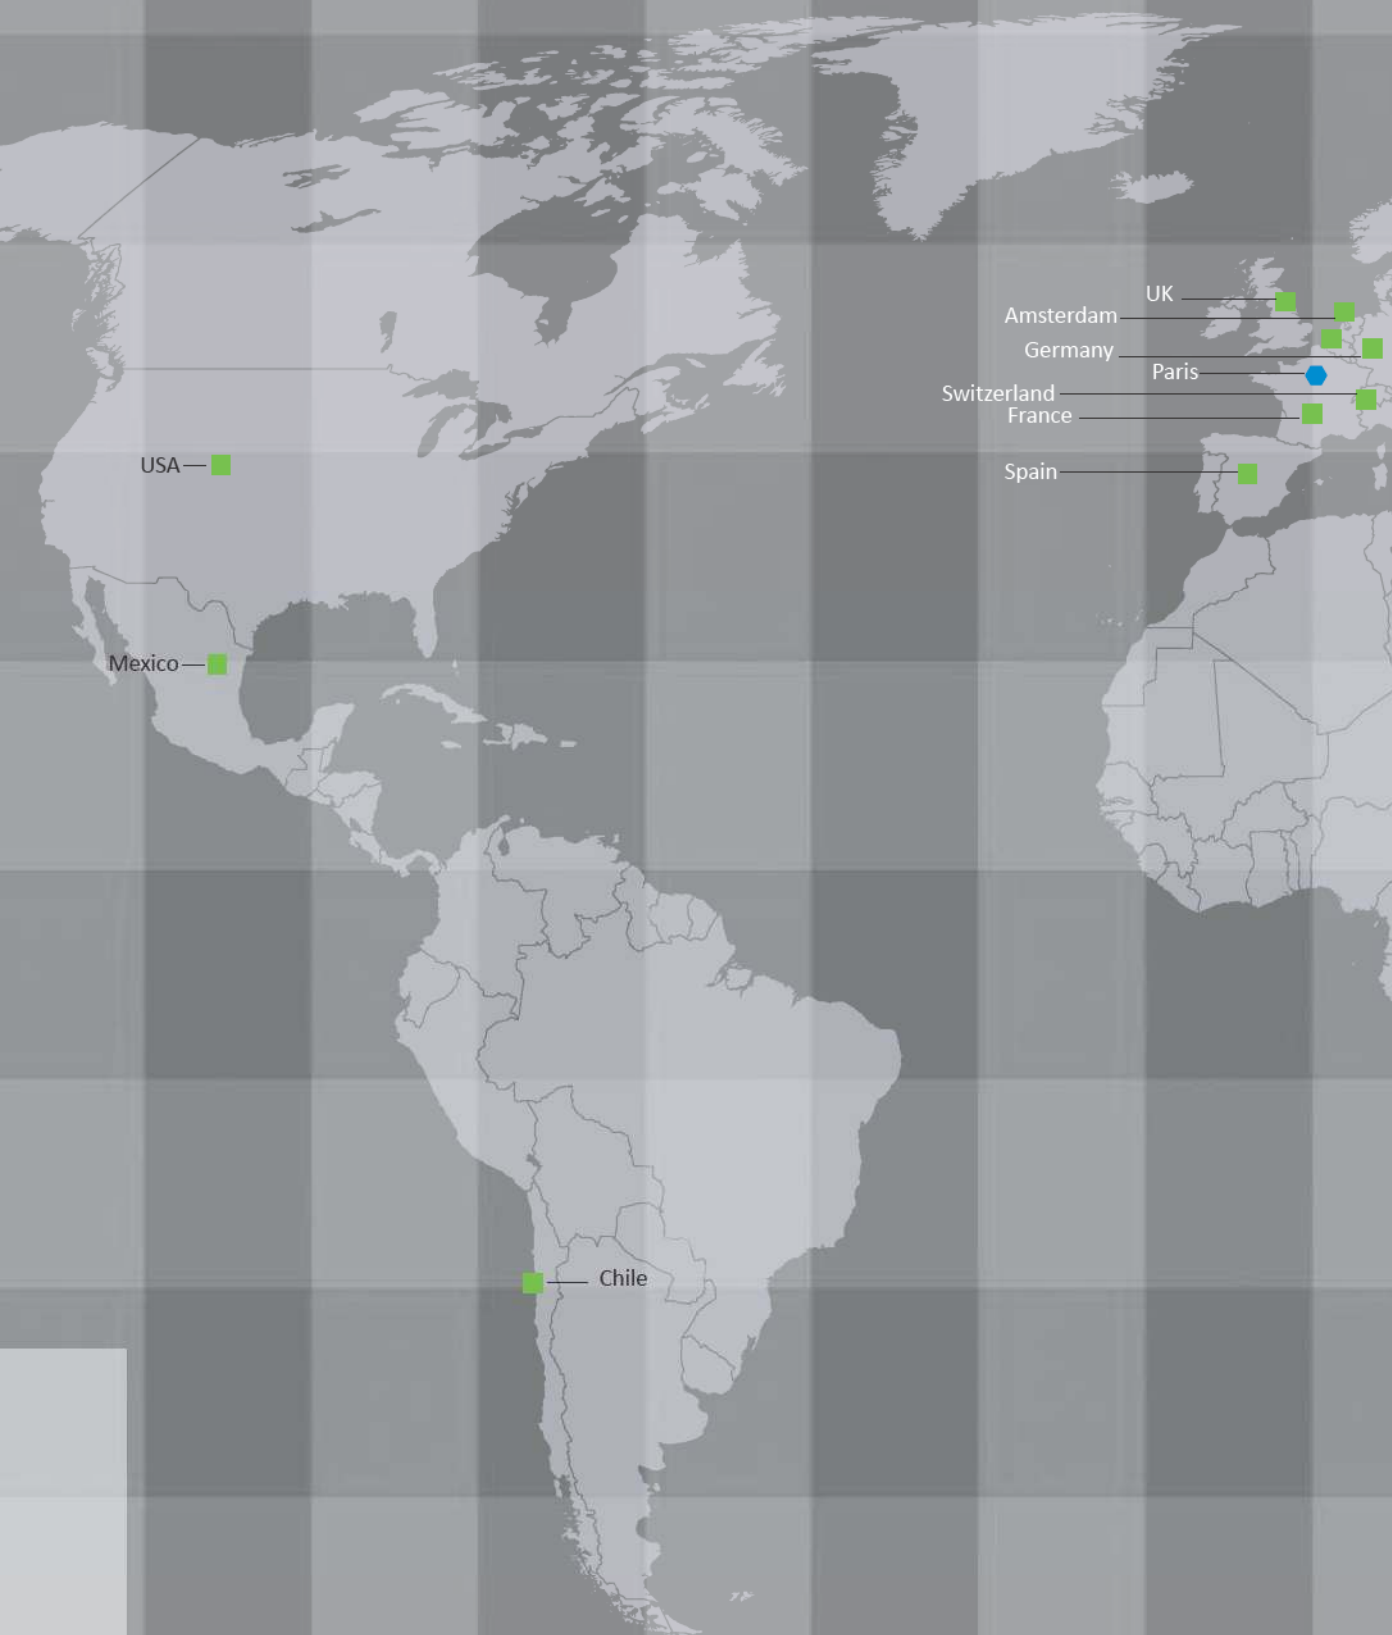 UK
Amsterdam
Germany
Paris
Switzerland
France
USA
Spain
Mexico
Chile